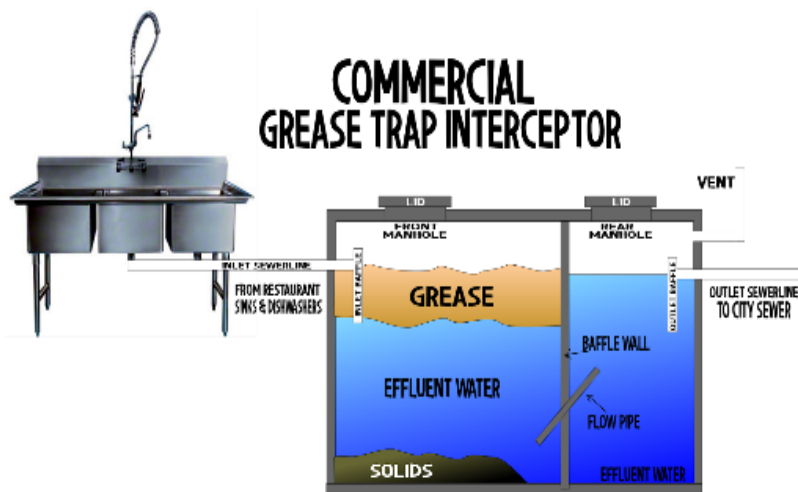 COMMERCIAL
GREASE TRAP INTERCEPTOR
VENT
LID
LID
FRONT
MANHOLE
REAR
MANHOLE
INLET SEWERLINE
INLET BAFFLE
FROM RESTAURANT
SINKS & DISHWASHERS
GREASE
OUTLET BAFFLE
OUTLET SEWERLINE
TO CITY SEWER
BAFFLE WALL
EFFLUENT WATER
FLOW PIPE
SOLIDS
EFFLUENT WATER